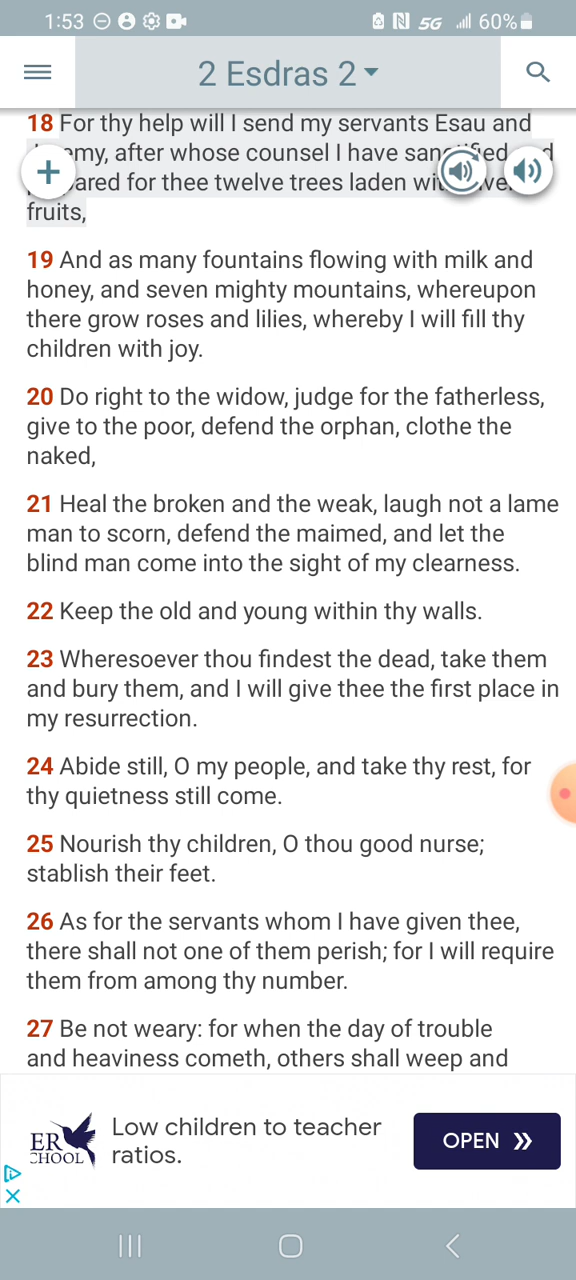 1:53
5G
60%
2 Esdras 2
18 For thy help will I send my servants Esau and
after whose counsel I have
for thee twelve trees laden
fruits,
19 And as many fountains flowing with milk and
honey, and seven mighty mountains, whereupon
there grow roses and lilies, whereby I will fill thy
children with joy.
20 Do right to the widow, judge for the fatherless,
give to the poor, defend the orphan, clothe the
naked,
21 Heal the broken and the weak, laugh not a lame
man to scorn, defend the maimed, and let the
blind man come into the sight of my clearness.
22 Keep the old and young within thy walls.
23 Wheresoever thou findest the dead, take them
and bury them, and I will give thee the first place in
my resurrection.
24 Abide still, O my people, and take thy rest, for
thy quietness still come.
25 Nourish thy children, O thou good nurse;
stablish their feet.
26 As for the servants whom I have given thee,
there shall not one of them perish; for I will require
them from among thy number.
27 Be not weary: for when the day of trouble
and heaviness cometh, others shall weep and
ER
CHOOL
Low children to teacher
ratios.
OPEN